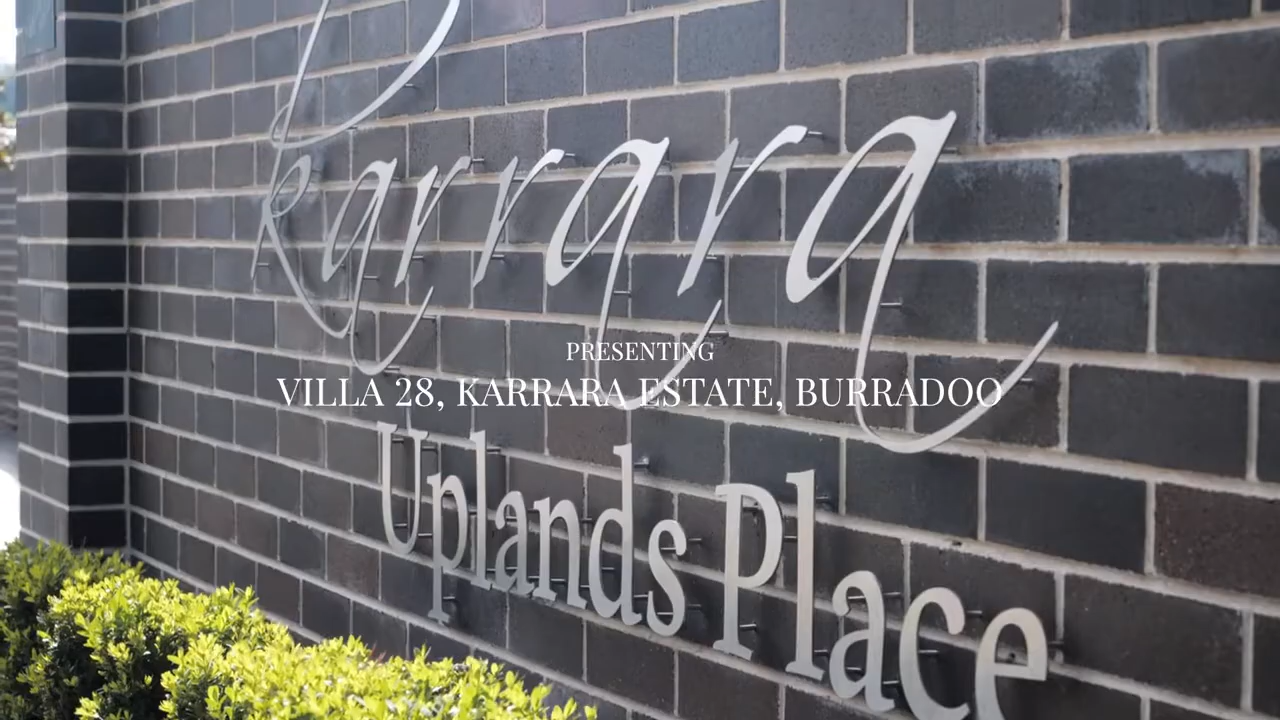 Karrara
PRESENTING
VILLA 28, KARRARA ESTATE, BURRADOO
Uplands Place